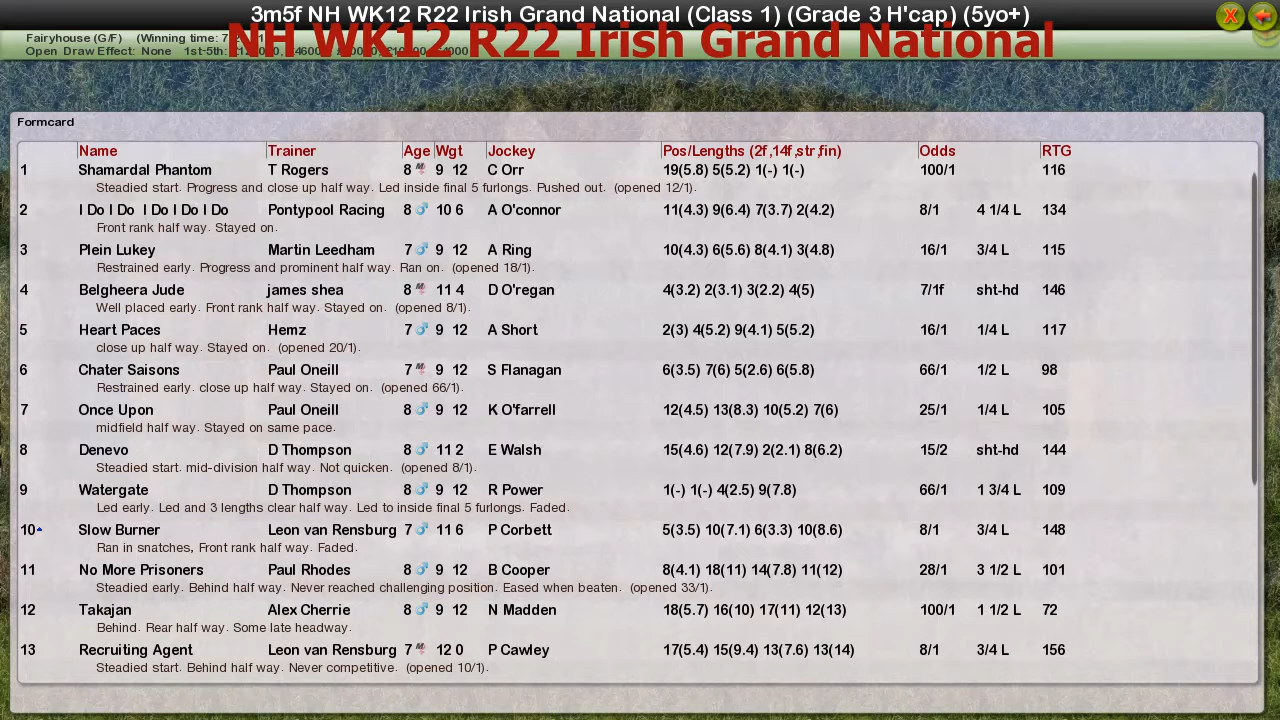 3m5f NH WK12 R22 Irish Grand National (Class 1) (Grade 3 H'cap) (5yo+)
NH WK12 R22 Irish Grand National
Fairyhouse (G/F) (Winning time:
Open Draw Effect: None 1st-5th:
Formcard
Name Trainer Age Wgt Jockey Pos/Lengths (2f,14f,str,fin) Odds RTG
1 Shamardal Phantom T Rogers 8 9 12 C Orr 19(5.8) 5(5.2) 1(-) 1(-) 100/1 116
Steadied start. Progress and close up half way. Led inside final 5 furlongs. Pushed out. (opened 12/1).
2 I Do I Do I Do I Do I Do Pontypool Racing 8 10 6 A O'connor 11(4.3) 9(6.4) 7(3.7) 2(4.2) 8/1 4 1/4 L 134
Front rank half way. Stayed on.
3 Plein Lukey Martin Leedham 7 9 12 A Ring 10(4.3) 6(5.6) 8(4.1) 3(4.8) 16/1 3/4 L 115
Restrained early. Progress and prominent half way. Ran on. (opened 18/1).
4 Belgheera Jude james shea 8 11 4 D O'regan 4(3.2) 2(3.1) 3(2.2) 4(5) 7/1f sht-hd 146
Well placed early. Front rank half way. Stayed on. (opened 8/1).
5 Heart Paces Hemz 7 9 12 A Short 2(3) 4(5.2) 9(4.1) 5(5.2) 16/1 1/4 L 117
close up half way. Stayed on. (opened 20/1).
6 Chater Saisons Paul Oneill 7 9 12 S Flanagan 6(3.5) 7(6) 5(2.6) 6(5.8) 66/1 1/2 L 98
Restrained early. close up half way. Stayed on. (opened 66/1).
7 Once Upon Paul Oneill 8 9 12 K O'farrell 12(4.5) 13(8.3) 10(5.2) 7(6) 25/1 1/4 L 105
midfield half way. Stayed on same pace.
8 Denevo D Thompson 8 11 2 E Walsh 15(4.6) 12(7.9) 2(2.1) 8(6.2) 15/2 sht-hd 144
Steadied start. mid-division half way. Not quicken. (opened 8/1).
9 Watergate D Thompson 8 9 12 R Power 1(-) 1(-) 4(2.5) 9(7.8) 66/1 1 3/4 L 109
Led early. Led and 3 lengths clear half way. Led to inside final 5 furlongs. Faded.
10 Slow Burner Leon van Rensburg 7 11 6 P Corbett 5(3.5) 10(7.1) 6(3.3) 10(8.6) 8/1 3/4 L 148
Ran in snatches, Front rank half way. Faded.
11 No More Prisoners Paul Rhodes 8 9 12 B Cooper 8(4.1) 18(11) 14(7.8) 11(12) 28/1 3 1/2 L 101
Steadied early. Behind half way. Never reached challenging position. Eased when beaten. (opened 33/1).
12 Takajan Alex Cherrie 8 9 12 N Madden 18(5.7) 16(10) 17(11) 12(13) 100/1 1 1/2 L 72
Behind. Rear half way. Some late headway.
13 Recruiting Agent Leon van Rensburg 7 12 0 P Cawley 17(5.4) 15(9.4) 13(7.6) 13(14) 8/1 3/4 L 156
Steadied start. Behind half way. Never competitive. (opened 10/1).